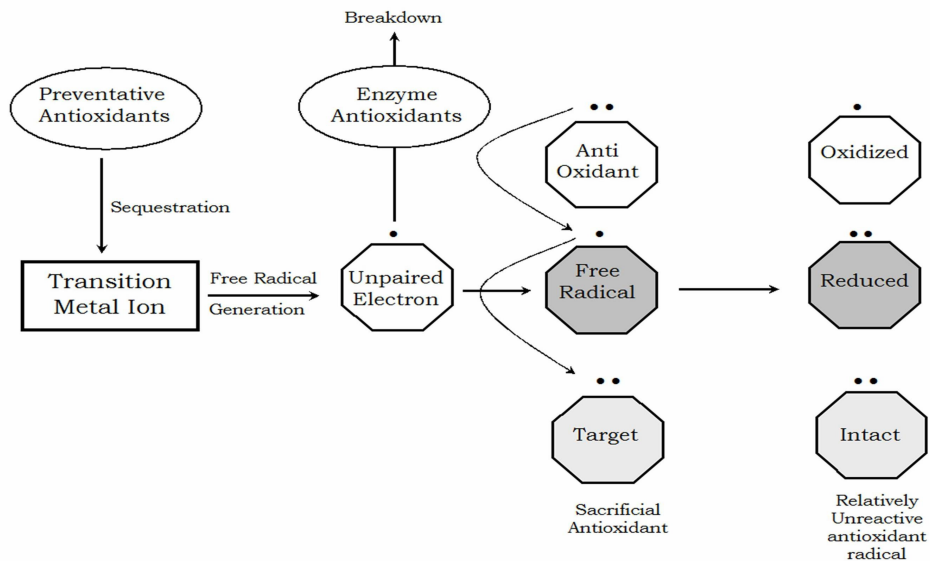 Breakdown
Preventative
Antioxidants
Enzyme
Antioxidants
Anti
Oxidant
Oxidized
Sequestration
Transition
Metal Ion
Free Radical
Generation
Unpaired
Electron
Free
Radical
Reduced
Target
Intact
Sacrificial
Antioxidant
Relatively
Unreactive
antioxidant
radical